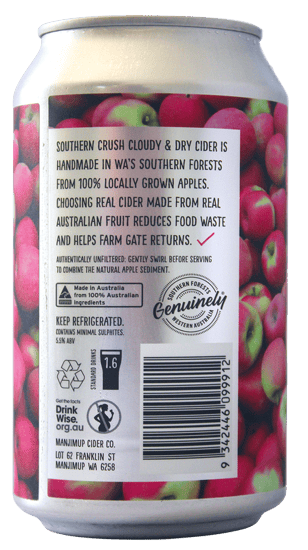 SOUTHERN CRUSH CLOUDY & DRY CIDER IS
HANDMADE IN WA'S SOUTHERN FORESTS
FROM 100% LOCALLY GROWN APPLES.
CHOOSING REAL CIDER MADE FROM REAL
AUSTRALIAN FRUIT REDUCES FOOD WASTE
AND HELPS FARM GATE RETURNS.
AUTHENTICALLY UNFILTERED: GENTLY SWIRL BEFORE SERVING
TO COMBINE THE NATURAL APPLE SEDIMENT.
Made in Australia
from 100% Australian
Ingredients
SOUTHERN FORESTS
Genuinely
WESTERN AUSTRALIA
KEEP REFRIGERATED.
CONTAINS MINIMAL SULPHITES.
5.5% ABV
STANDARD DRINKS
1.6
Get the facts
Drink
Wise.
org.au
MANJIMUP CIDER CO.
LOT 62 FRANKLIN ST
MANJIMUP WA 6258
9 342446 099912